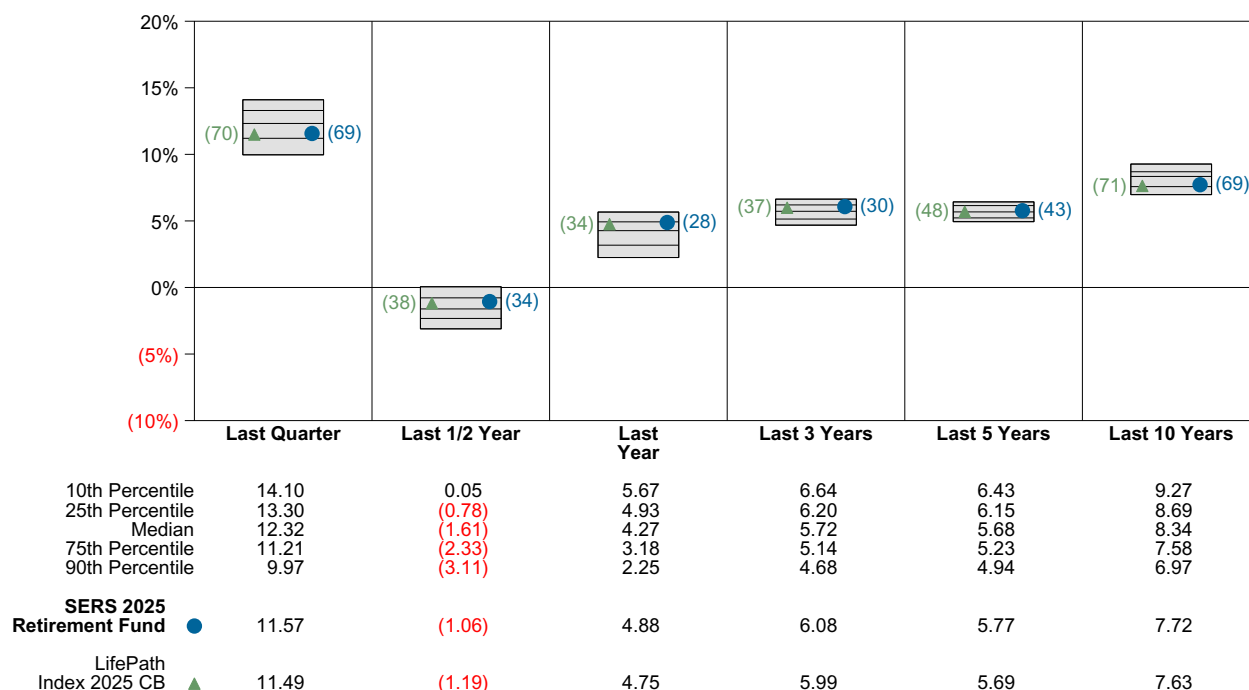 20%
15%
10%
5%
0%
(5%)
(10%)
(70) (69)
(38) (34)
(34) (28)
(37) (30)
(48) (43)
(71) (69)
Last Quarter Last 1/2 Year Last Last 3 Years Last 5 Years Last 10 Years
Year
10th Percentile 14.10 0.05 5.67 6.64 6.43 9.27
25th Percentile 13.30 (0.78) 4.93 6.20 6.15 8.69
Median 12.32 (1.61) 4.27 5.72 5.68 8.34
75th Percentile 11.21 (2.33) 3.18 5.14 5.23 7.58
90th Percentile 9.97 (3.11) 2.25 4.68 4.94 6.97
SERS 2025
Retirement Fund 11.57 (1.06) 4.88 6.08 5.77 7.72
LifePath
Index 2025 CB 11.49 (1.19) 4.75 5.99 5.69 7.63